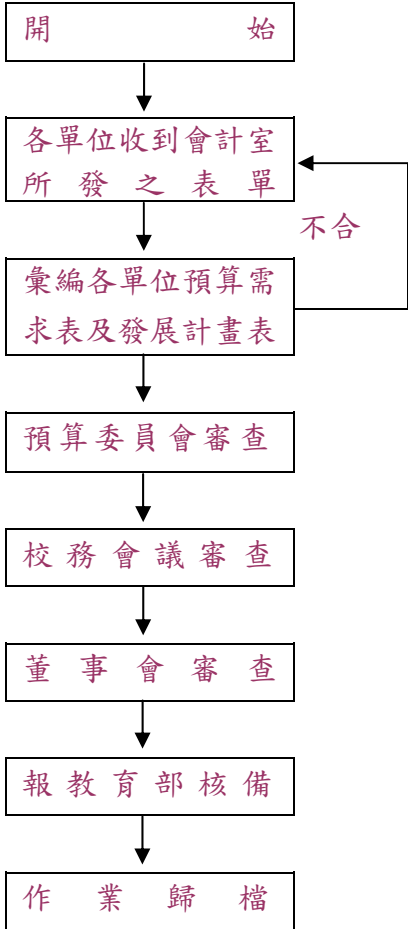 開始
各單位收到會計室
所發之表單
不合
彙編各單位預算需
求表及發展計畫表
預算委員會審查
校務會議審查
董事會審查
報教育部核備
作業歸檔